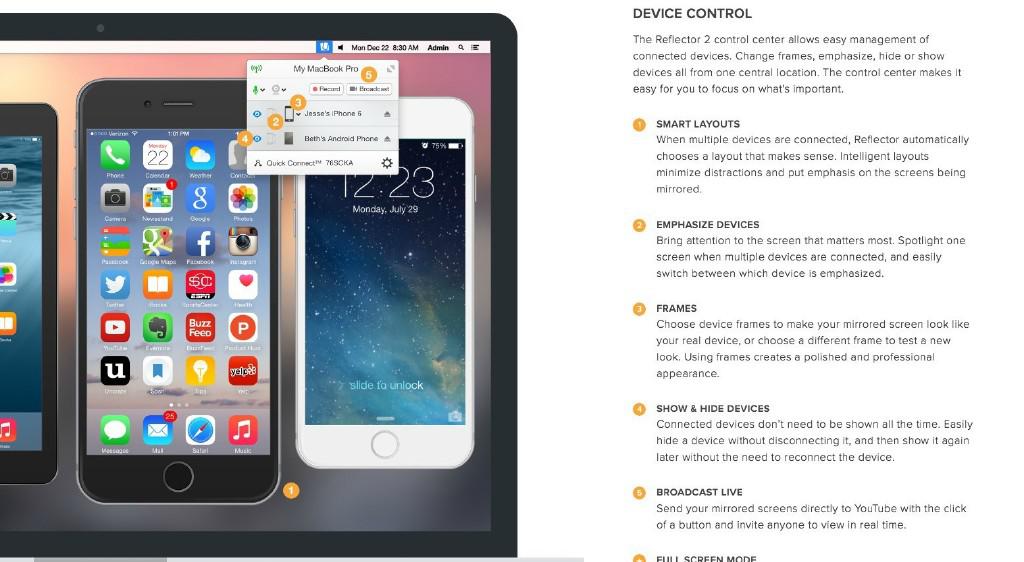 Mon Dec 22 8:30 AM Admin
My MacBook Pro
5
Record
Broadcast
3
Jesse's iPhone 6
2
4
Beth's Android Phone
Quick Connect™ 76SCKA
Verizon
1:01 PM
75%
Monday
22
1
Phone
Calendar
Weather
Contacts
Camera
Newsstand
Google
Photos
Passbook
Google Maps
Facebook
Instagram
Twitter
iBooks
SportsCenter
Health
ESPN
BuzzFeed
YouTube
Evernote
BuzzFeed
Product Hunt
yelp
Tips
Yelp
25
Messages
Mail
Safari
Music
12:23
Monday, July 29
slide to unlock
1
DEVICE CONTROL
The Reflector 2 control center allows easy management of
connected devices. Change frames, emphasize, hide or show
devices all from one central location. The control center makes it
easy for you to focus on what's important.
1 SMART LAYOUTS
When multiple devices are connected, Reflector automatically
chooses a layout that makes sense. Intelligent layouts
minimize distractions and put emphasis on the screens being
mirrored.
2 EMPHASIZE DEVICES
Bring attention to the screen that matters most. Spotlight one
screen when multiple devices are connected, and easily
switch between which device is emphasized.
3 FRAMES
Choose device frames to make your mirrored screen look like
your real device, or choose a different frame to test a new
look. Using frames creates a polished and professional
appearance.
4 SHOW & HIDE DEVICES
Connected devices don't need to be shown all the time. Easily
hide a device without disconnecting it, and then show it again
later without the need to reconnect the device.
5 BROADCAST LIVE
Send your mirrored screens directly to YouTube with the click
of a button and invite anyone to view in real time.
FULL SCREEN MODE